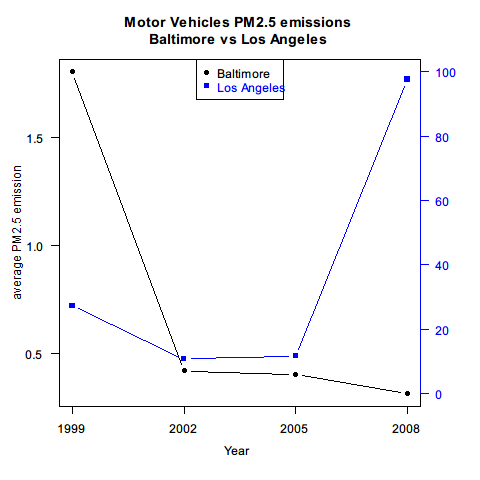 Motor Vehicles PM2.5 emissions
Baltimore vs Los Angeles
Baltimore
Los Angeles
average PM2.5 emission
1.5
1.0
0.5
100
80
60
40
20
0
1999 2002 2005 2008
Year